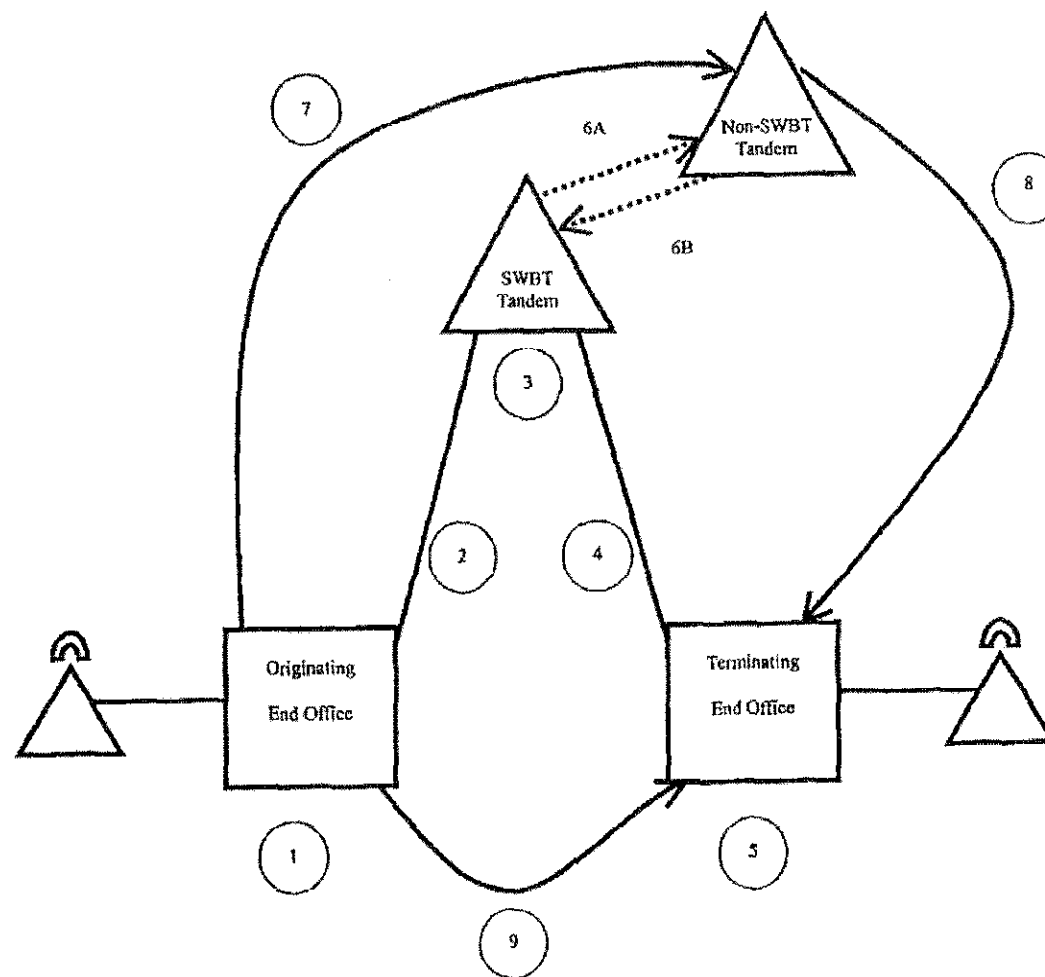 7
6A
Non-SWBT
Tandem
8
6B
SWBT
Tandem
3
2
4
Originating
End Office
Terminating
End Office
1
5
9